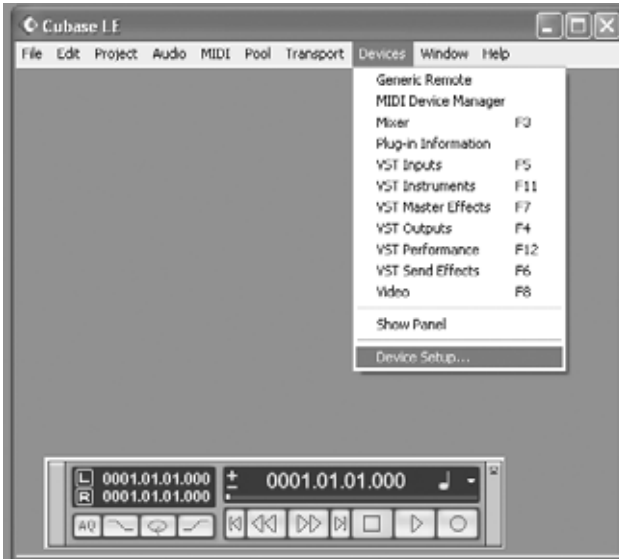 Cubase LE
File Edit Project Audio MIDI Pool Transport Devices Window Help
Generic Remote
MIDI Device Manager
Mixer F3
Plug-in Information
VST Inputs F5
VST Instruments F11
VST Master Effects F7
VST Outputs F4
VST Performance F12
VST Send Effects F6
Video F8
Show Panel
Device Setup...
L 0001.01.01.000 0001.01.01.000
R 0001.01.01.000
AQ